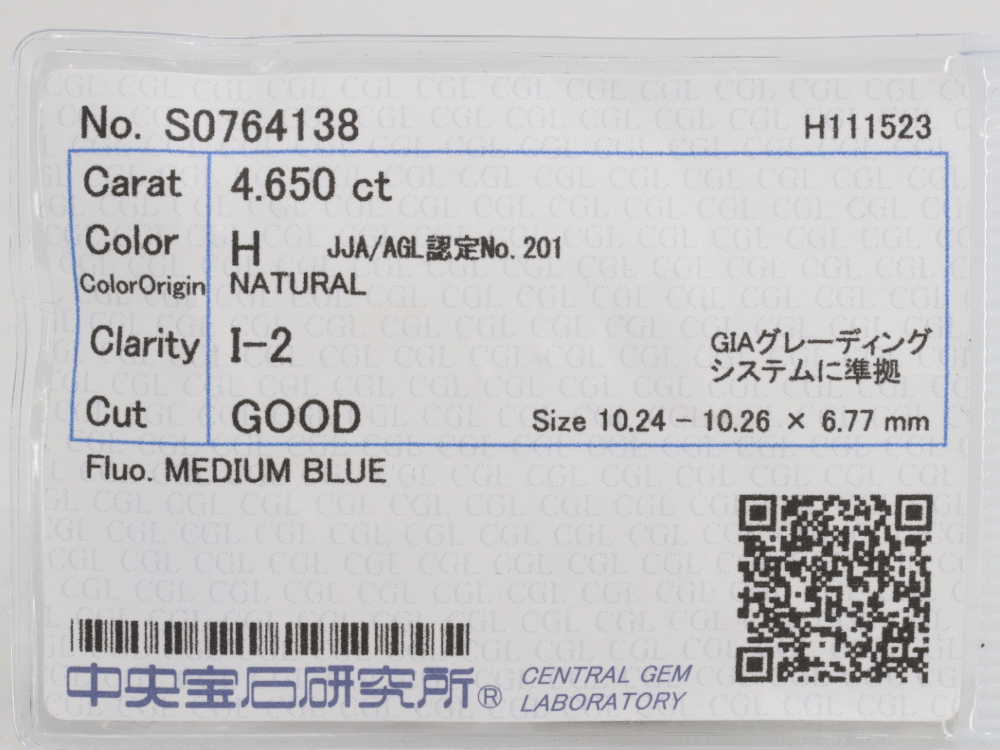 No. S0764138 H111523
Carat 4.650 ct
Color H JJA/AGL認定No.201
ColorOrigin NATURAL
Clarity I-2 GIAグレーディング
システムに準拠
Cut GOOD Size 10.24 - 10.26 × 6.77 mm
Fluo. MEDIUM BLUE
中央宝石研究所® CENTRAL GEM
LABORATORY